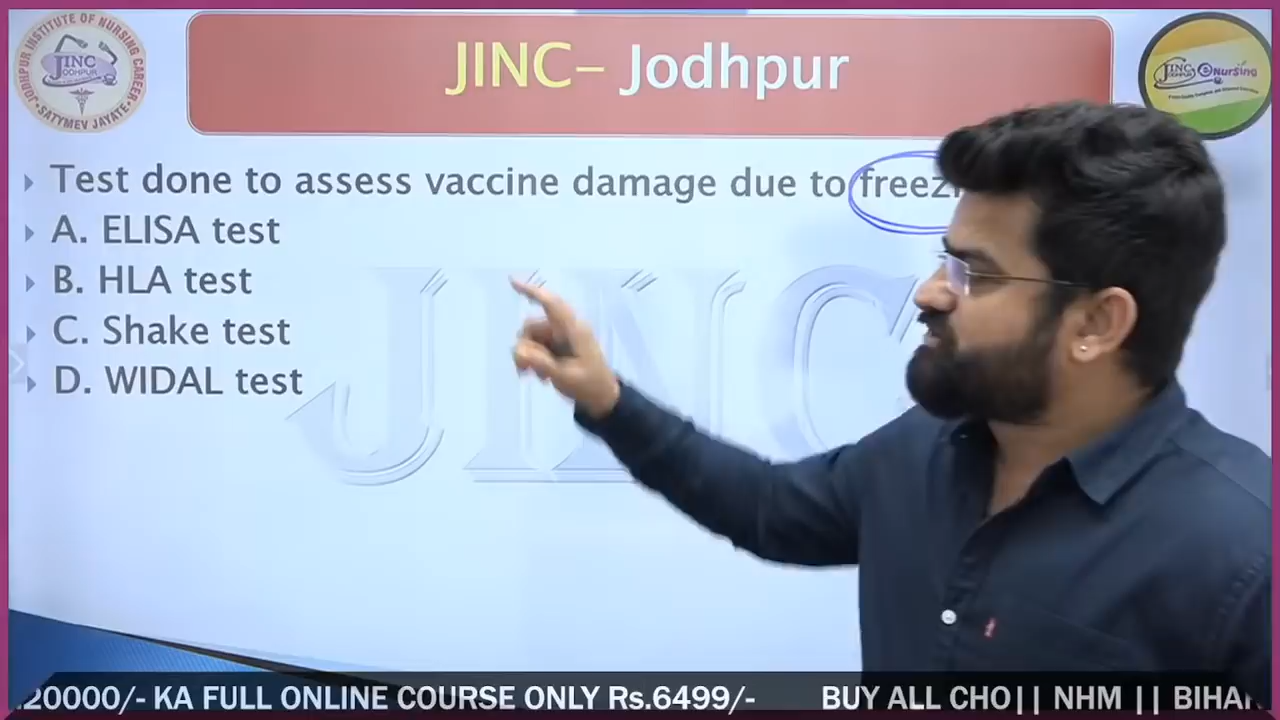 JODHPUR INSTITUTE OF NURSING CAREER
JINC
JODHPUR
SATYMEV JAYATE
JINC– Jodhpur
JINC
eNursing
Test done to assess vaccine damage due to
A. ELISA test
B. HLA test
C. Shake test
D. WIDAL test
JINC
20000/- KA FULL ONLINE COURSE ONLY Rs.6499/- BUY ALL CHO|| NHM || BIHAR